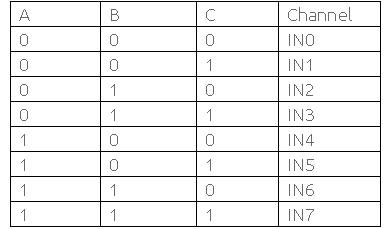 A B C Channel
0 0 0 IN0
0 0 1 IN1
0 1 0 IN2
0 1 1 IN3
1 0 0 IN4
1 0 1 IN5
1 1 0 IN6
1 1 1 IN7